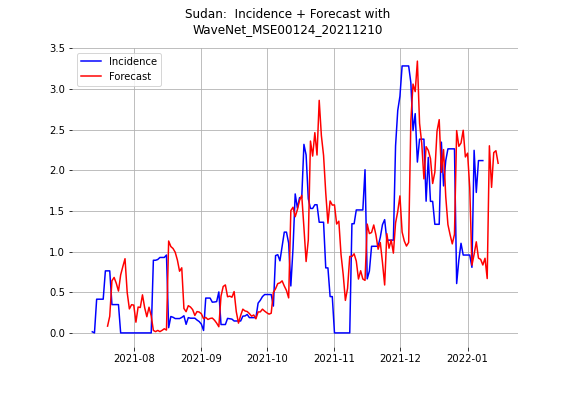 Sudan:  Incidence + Forecast with
WaveNet_MSE00124_20211210
3.5
Incidence
Forecast
3.0
2.5
2.0
1.5
1.0
0.5
0.0
2021-08 2021-09 2021-10 2021-11 2021-12 2022-01